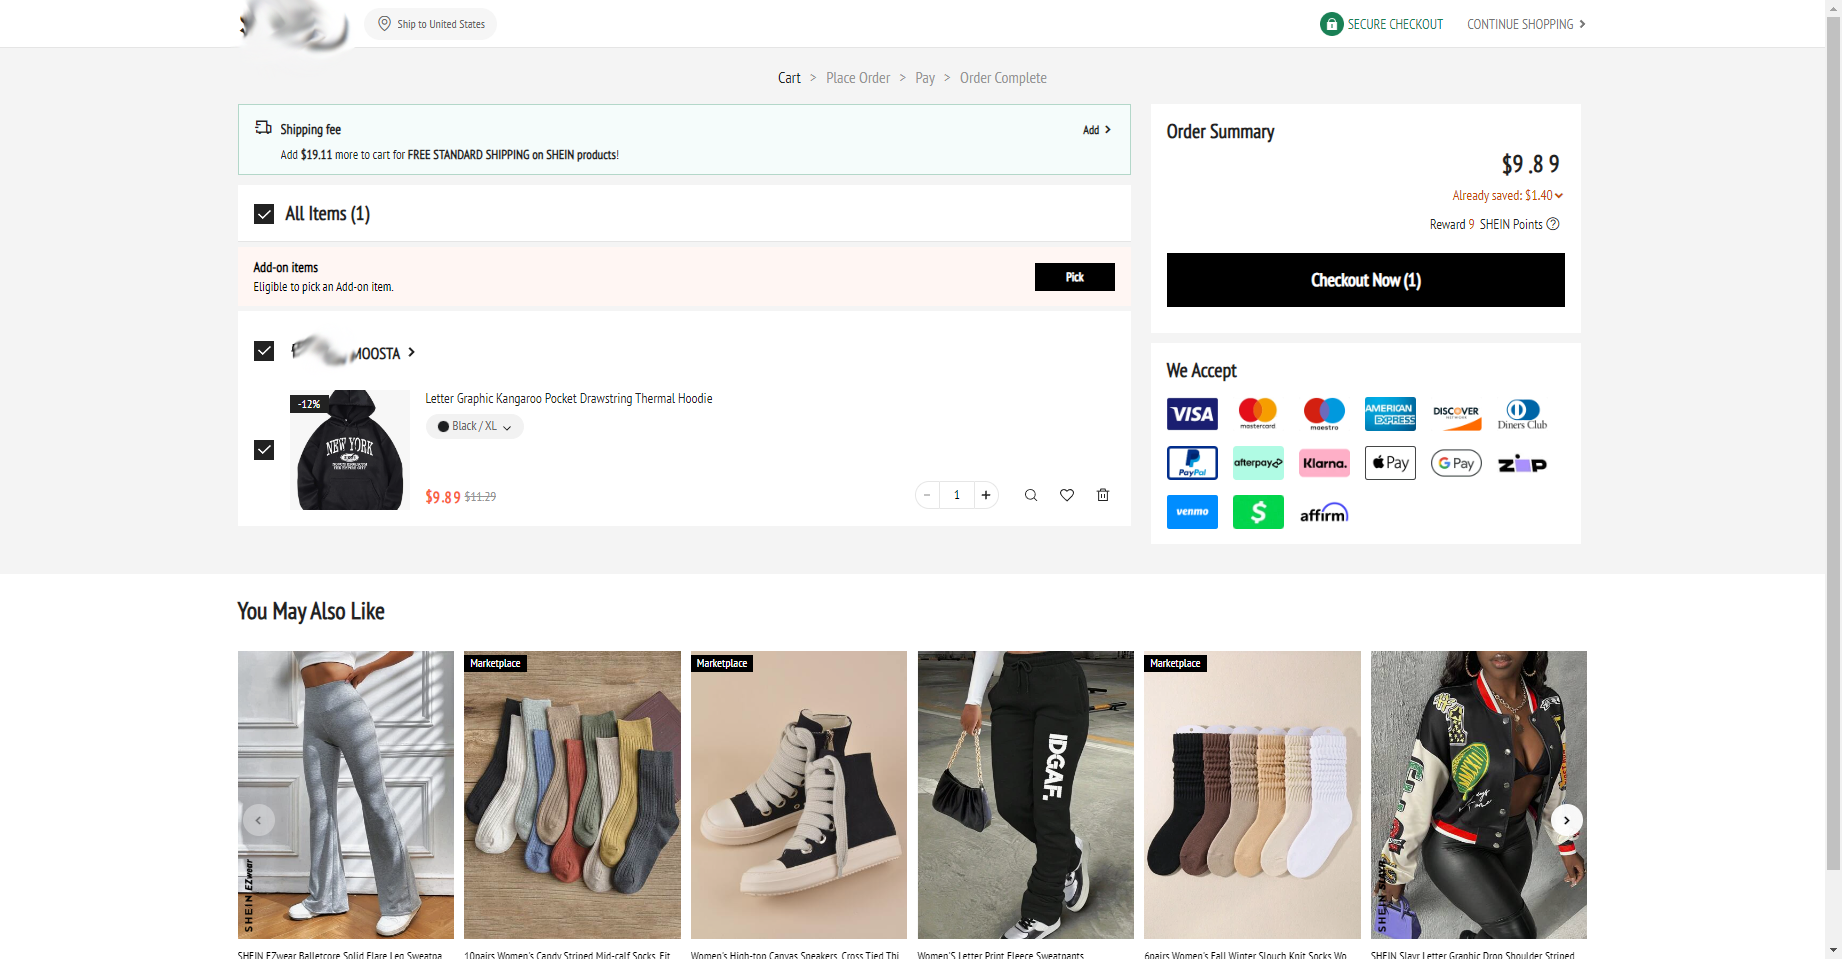 Ship to United States
SECURE CHECKOUT
CONTINUE SHOPPING >
Cart > Place Order > Pay > Order Complete
Shipping fee
Add >
Add $19.11 more to cart for FREE STANDARD SHIPPING on SHEIN products!
All Items (1)
Add-on items
Eligible to pick an Add-on item.
Pick
MOOSTA >
-12%
NEW YORK
Letter Graphic Kangaroo Pocket Drawstring Thermal Hoodie
Black / XL
$9.89 $11.29
- 1 +
Order Summary
$9.89
Already saved: $1.40
Reward 9 SHEIN Points ?
Checkout Now (1)
We Accept
VISA
mastercard
maestro
AMERICAN EXPRESS
DISCOVER
Diners Club
PayPal
afterpay
Klarna.
Pay
G Pay
ZIP
venmo
$
affirm
You May Also Like
SHEIN EZwear
Marketplace
Marketplace
IDGAF.
Marketplace
SHEIN SLAYR
SHEIN EZwear Balletcore Solid Flare Leg Sweatpa
10pairs Women's Candy Striped Mid-calf Socks, Fit
Women's High-top Canvas Sneakers, Cross Tied Thi
Women'S Letter Print Fleece Sweatpants
6pairs Women's Fall Winter Slouch Knit Socks Wo
SHEIN Slayr Letter Graphic Drop Shoulder Striped